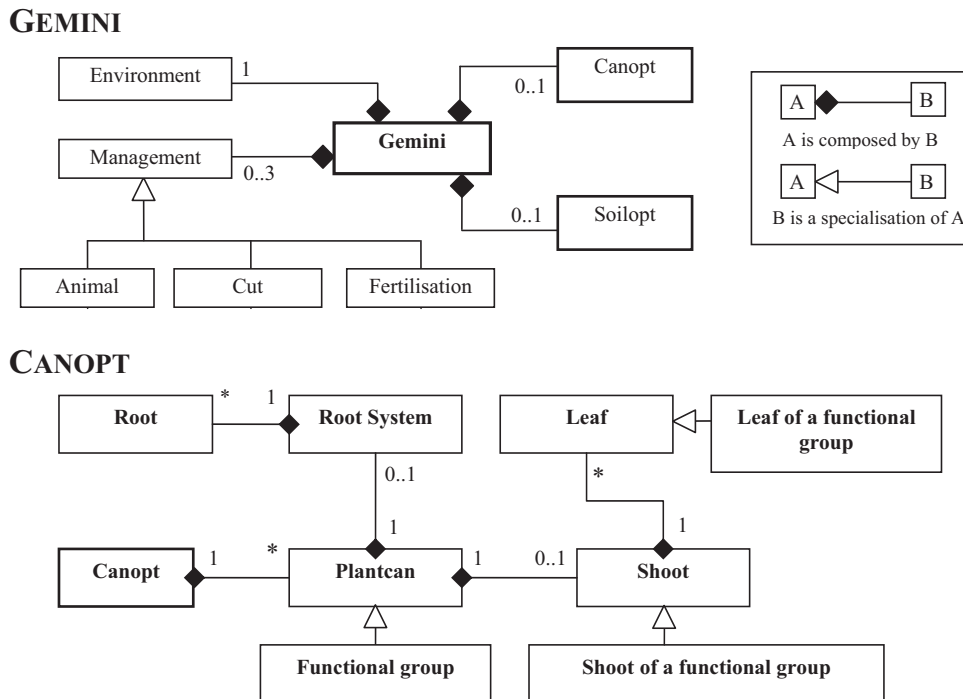 GEMINI
Environment
1
Canopt
0..1
Gemini
Management
0..3
Soilopt
0..1
Animal
Cut
Fertilisation
A
B
A is composed by B
A
B
B is a specialisation of A
CANOPT
Root
*
1
Root System
Leaf
Leaf of a functional
group
0..1
*
1
1
Canopt
1
*
Plantcan
1
0..1
Shoot
Functional group
Shoot of a functional group